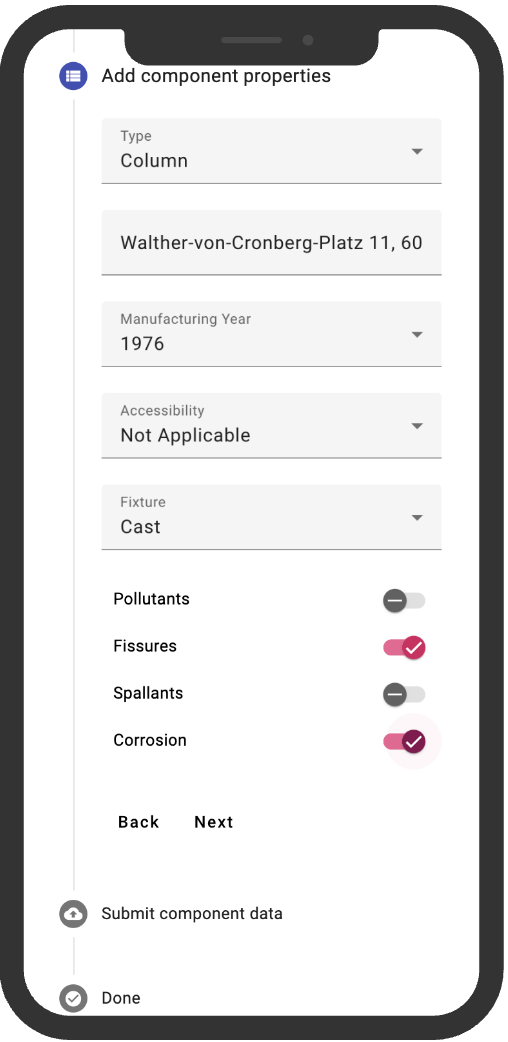 Add component properties
Type
Column
Walther-von-Cronberg-Platz 11, 60
Manufacturing Year
1976
Accessibility
Not Applicable
Fixture
Cast
Pollutants
Fissures
Spallants
Corrosion
Back Next
Submit component data
Done